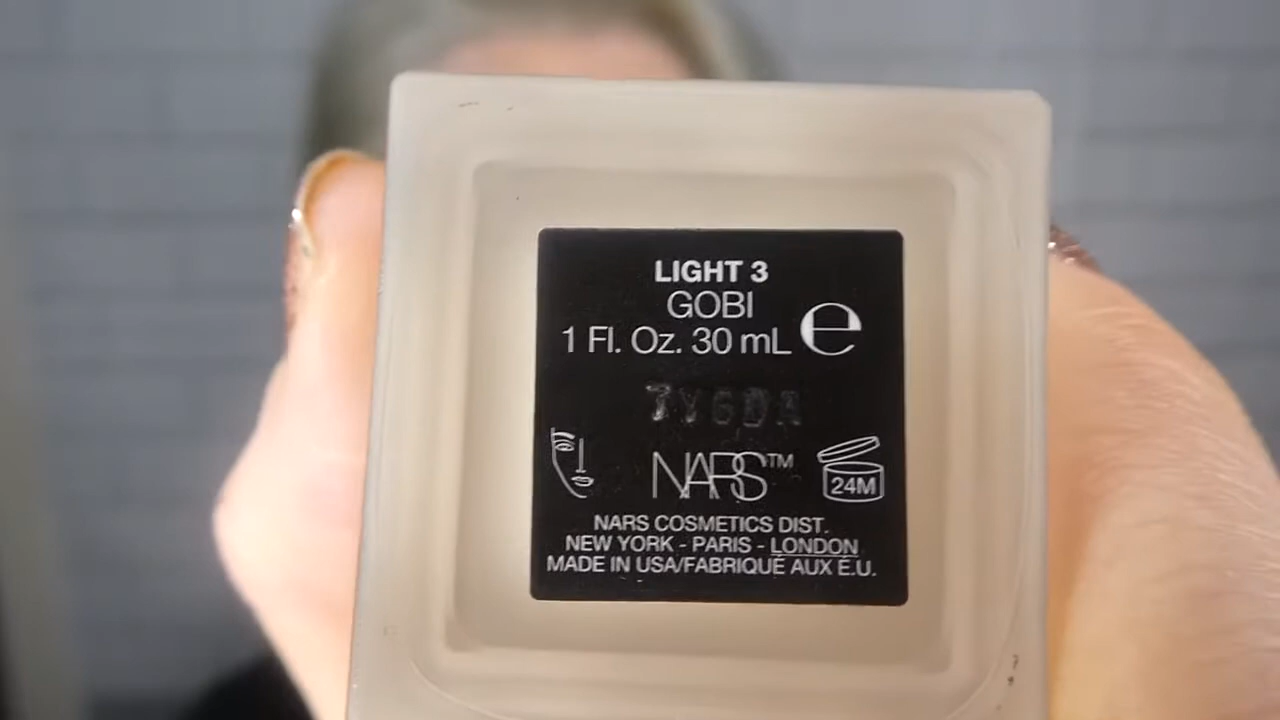 LIGHT 3
GOBI
1 Fl. Oz. 30 mL ℮
NARS™
24M
NARS COSMETICS DIST.
NEW YORK - PARIS - LONDON
MADE IN USA/FABRIQUÉ AUX É.U.